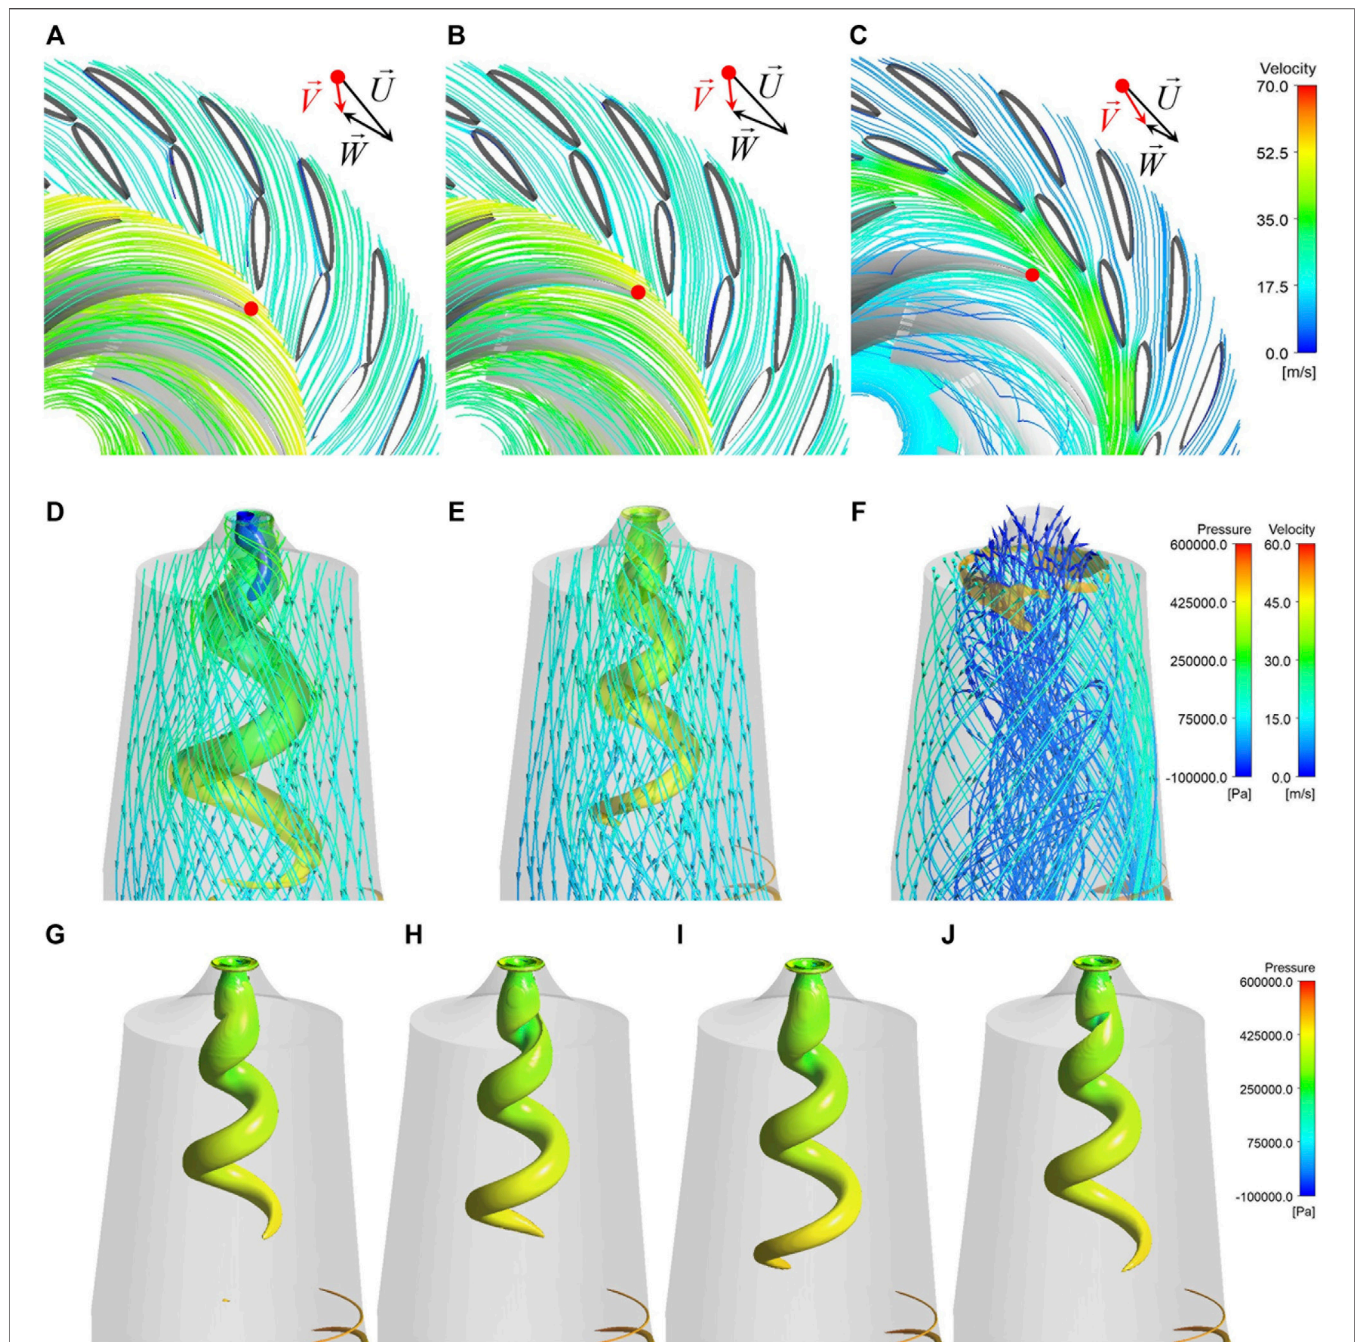 A
B
C
V U W
V U W
V U W
Velocity
70.0
52.5
35.0
17.5
0.0
[m/s]
D
E
F
Pressure Velocity
600000.0 60.0
425000.0 45.0
250000.0 30.0
75000.0 15.0
-100000.0 0.0
[Pa] [m/s]
G
H
I
J
Pressure
600000.0
425000.0
250000.0
75000.0
-100000.0
[Pa]